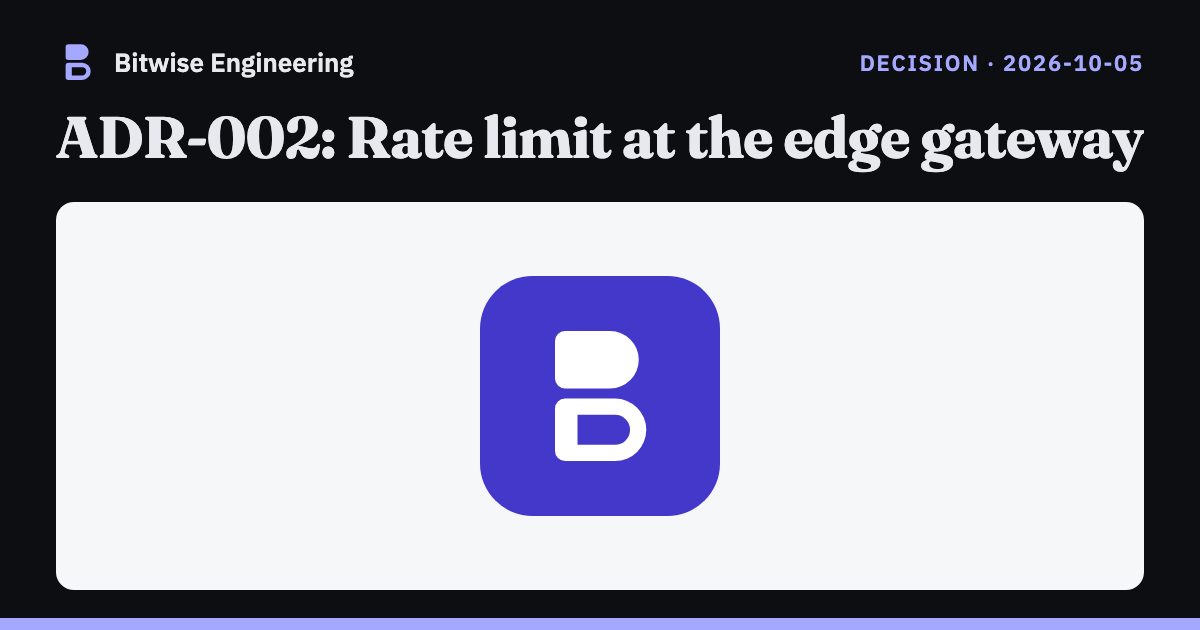 Bitwise Engineering
DECISION · 2026-10-05
ADR-002: Rate limit at the edge gateway